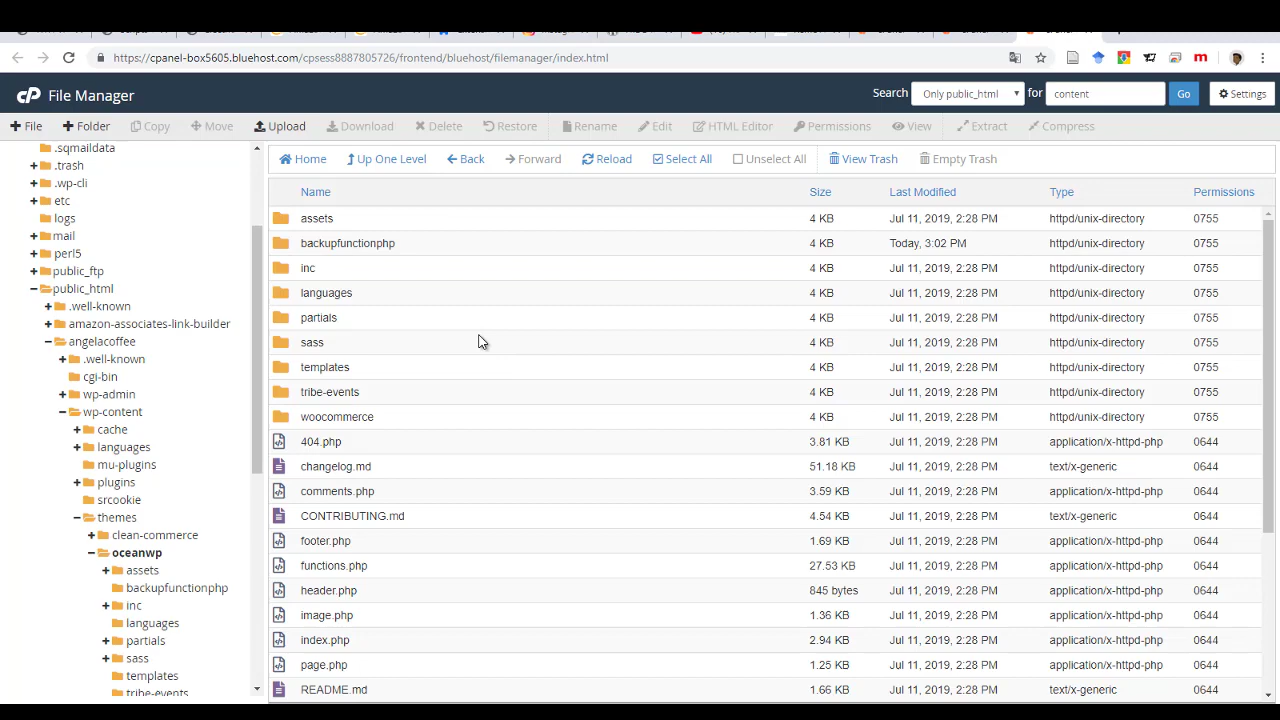 https://cpanel-box5605.bluehost.com/cpsess8887805726/frontend/bluehost/filemanager/index.html
cP File Manager
Search Only public_html for content Go Settings
File Folder Copy Move Upload Download Delete Restore Rename Edit HTML Editor Permissions View Extract Compress
Home Up One Level Back Forward Reload Select All Unselect All View Trash Empty Trash
.sqmaildata
.trash
.wp-cli
etc
logs
mail
perl5
public_ftp
public_html
.well-known
amazon-associates-link-builder
angelacoffee
.well-known
cgi-bin
wp-admin
wp-content
cache
languages
mu-plugins
plugins
srcookie
themes
clean-commerce
oceanwp
assets
backupfunctionphp
inc
languages
partials
sass
templates
tribe-events
Name Size Last Modified Type Permissions
assets 4 KB Jul 11, 2019, 2:28 PM httpd/unix-directory 0755
backupfunctionphp 4 KB Today, 3:02 PM httpd/unix-directory 0755
inc 4 KB Jul 11, 2019, 2:28 PM httpd/unix-directory 0755
languages 4 KB Jul 11, 2019, 2:28 PM httpd/unix-directory 0755
partials 4 KB Jul 11, 2019, 2:28 PM httpd/unix-directory 0755
sass 4 KB Jul 11, 2019, 2:28 PM httpd/unix-directory 0755
templates 4 KB Jul 11, 2019, 2:28 PM httpd/unix-directory 0755
tribe-events 4 KB Jul 11, 2019, 2:28 PM httpd/unix-directory 0755
woocommerce 4 KB Jul 11, 2019, 2:28 PM httpd/unix-directory 0755
404.php 3.81 KB Jul 11, 2019, 2:28 PM application/x-httpd-php 0644
changelog.md 51.18 KB Jul 11, 2019, 2:28 PM text/x-generic 0644
comments.php 3.59 KB Jul 11, 2019, 2:28 PM application/x-httpd-php 0644
CONTRIBUTING.md 4.54 KB Jul 11, 2019, 2:28 PM text/x-generic 0644
footer.php 1.69 KB Jul 11, 2019, 2:28 PM application/x-httpd-php 0644
functions.php 27.53 KB Jul 11, 2019, 2:28 PM application/x-httpd-php 0644
header.php 845 bytes Jul 11, 2019, 2:28 PM application/x-httpd-php 0644
image.php 1.36 KB Jul 11, 2019, 2:28 PM application/x-httpd-php 0644
index.php 2.94 KB Jul 11, 2019, 2:28 PM application/x-httpd-php 0644
page.php 1.25 KB Jul 11, 2019, 2:28 PM application/x-httpd-php 0644
README.md 1.66 KB Jul 11, 2019, 2:28 PM text/x-generic 0644